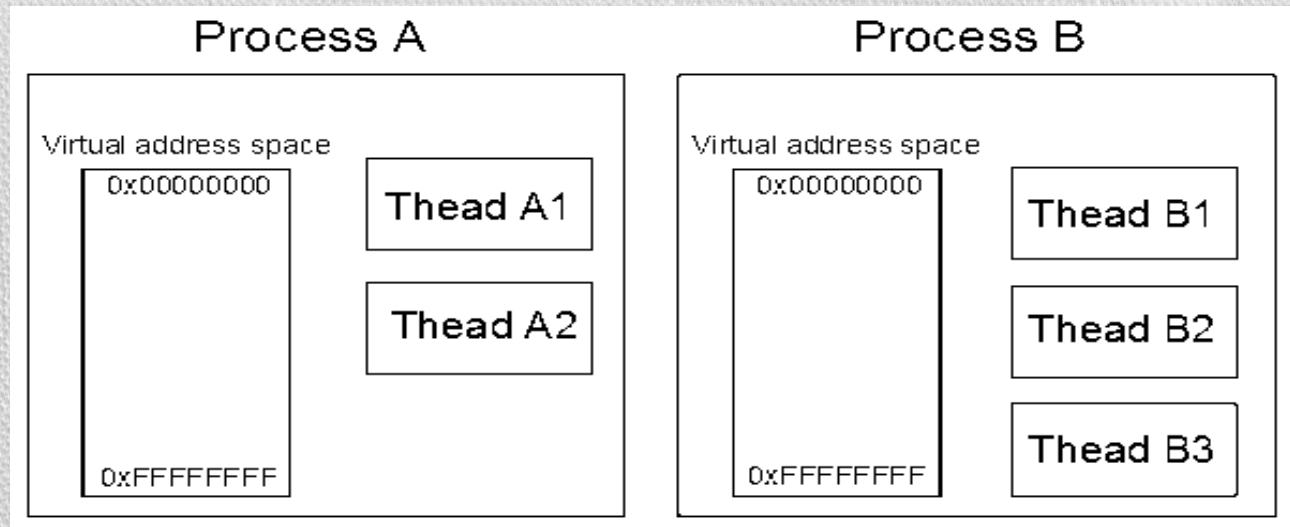 Process A
Virtual address space
0x00000000
Thead A1
Thead A2
0xFFFFFFFF
Process B
Virtual address space
0x00000000
Thead B1
Thead B2
Thead B3
0xFFFFFFFF